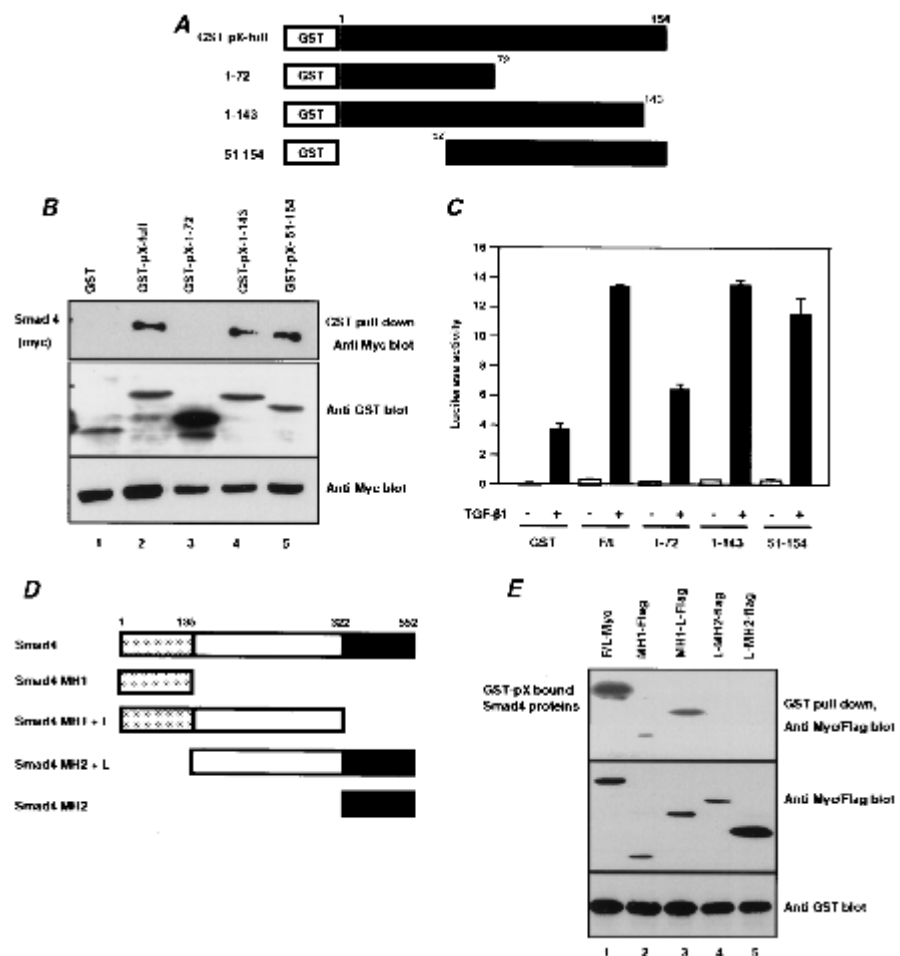 A
1
154
GST pX-full
GST
79
1-72
GST
143
1-143
GST
52
51 154
GST
B
GST
GST-pX-full
GST-pX-1-72
GST-pX-1-143
GST-pX-51-154
Smad 4
(myc)
GST pull down
Anti Myc blot
Anti GST blot
Anti Myc blot
1 2 3 4 5
C
16
14
12
10
8
6
4
2
0
Luciferase activity
TGF-β1 - + - + - + - + - +
GST F/L 1-72 1-143 51-154
D
1 138 322 552
Smad4
Smad4 MH1
Smad4 MH1 + L
Smad4 MH2 + L
Smad4 MH2
E
F/L-Myc
MH1-Flag
MH1-L-Flag
L-MH2-flag
L-MH2-flag
GST-pX bound
Smad4 proteins
GST pull down,
Anti Myc/Flag blot
Anti Myc/Flag blot
Anti GST blot
1 2 3 4 5